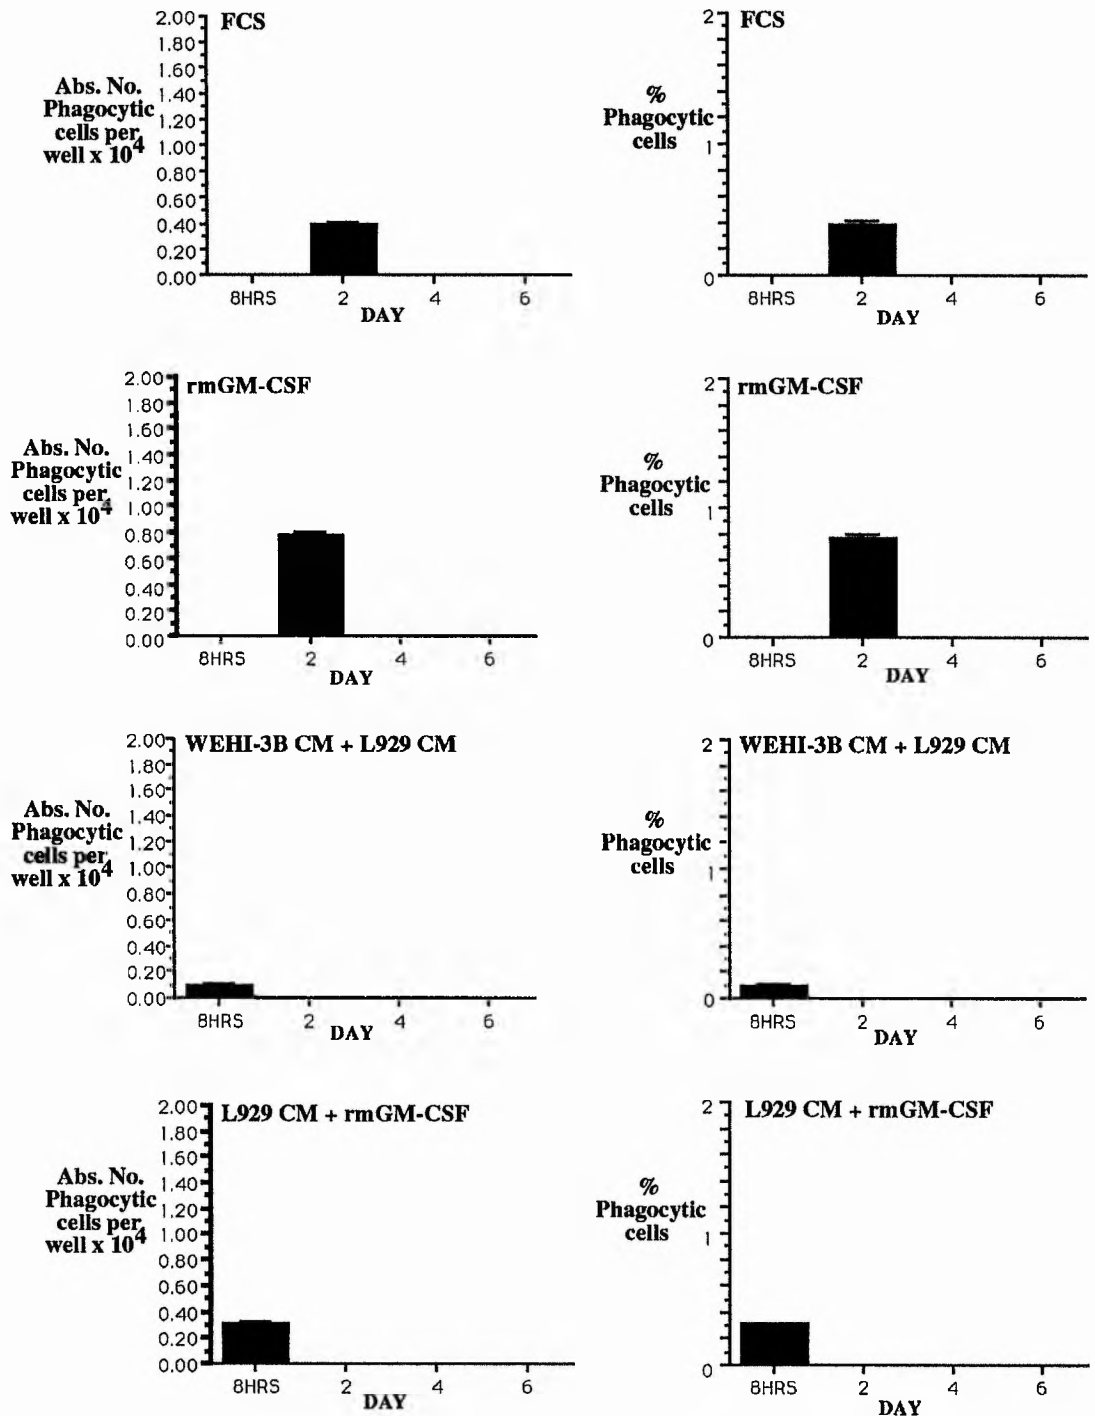 FCS
2.00
1.80
1.60
1.40
1.20
1.00
0.80
0.60
0.40
0.20
0.00
Abs. No.
Phagocytic
cells per
well x 10^4
8HRS 2 4 6
DAY
FCS
2
1
0
%
Phagocytic
cells
8HRS 2 4 6
DAY
rmGM-CSF
2.00
1.80
1.60
1.40
1.20
1.00
0.80
0.60
0.40
0.20
0.00
Abs. No.
Phagocytic
cells per
well x 10^4
8HRS 2 4 6
DAY
rmGM-CSF
2
1
0
%
Phagocytic
cells
8HRS 2 4 6
DAY
WEHI-3B CM + L929 CM
2.00
1.80
1.60
1.40
1.20
1.00
0.80
0.60
0.40
0.20
0.00
Abs. No.
Phagocytic
cells per
well x 10^4
8HRS 2 4 6
DAY
WEHI-3B CM + L929 CM
2
1
0
%
Phagocytic
cells
8HRS 2 4 6
DAY
L929 CM + rmGM-CSF
2.00
1.80
1.60
1.40
1.20
1.00
0.80
0.60
0.40
0.20
0.00
Abs. No.
Phagocytic
cells per
well x 10^4
8HRS 2 4 6
DAY
L929 CM + rmGM-CSF
2
1
0
%
Phagocytic
cells
8HRS 2 4 6
DAY